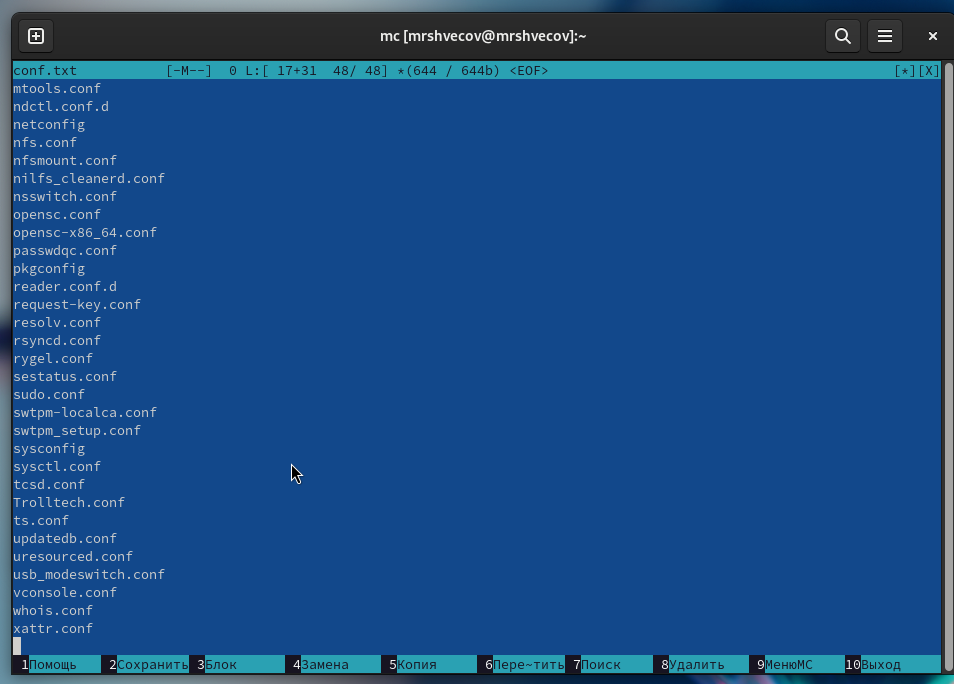 mc [mrshvecov@mrshvecov]:~
conf.txt [-M--] 0 L:[ 17+31 48/ 48] *(644 / 644b) <EOF> [*][X]
mtools.conf
ndctl.conf.d
netconfig
nfs.conf
nfsmount.conf
nilfs_cleanerd.conf
nsswitch.conf
opensc.conf
opensc-x86_64.conf
passwdqc.conf
pkgconfig
reader.conf.d
request-key.conf
resolv.conf
rsyncd.conf
rygel.conf
sestatus.conf
sudo.conf
swtpm-localca.conf
swtpm_setup.conf
sysconfig
sysctl.conf
tcsd.conf
Trolltech.conf
ts.conf
updatedb.conf
uresourced.conf
usb_modeswitch.conf
vconsole.conf
whois.conf
xattr.conf
1Помощь 2Сохранить 3Блок 4Замена 5Копия 6Пере~тить 7Поиск 8Удалить 9МенюМС 10Выход